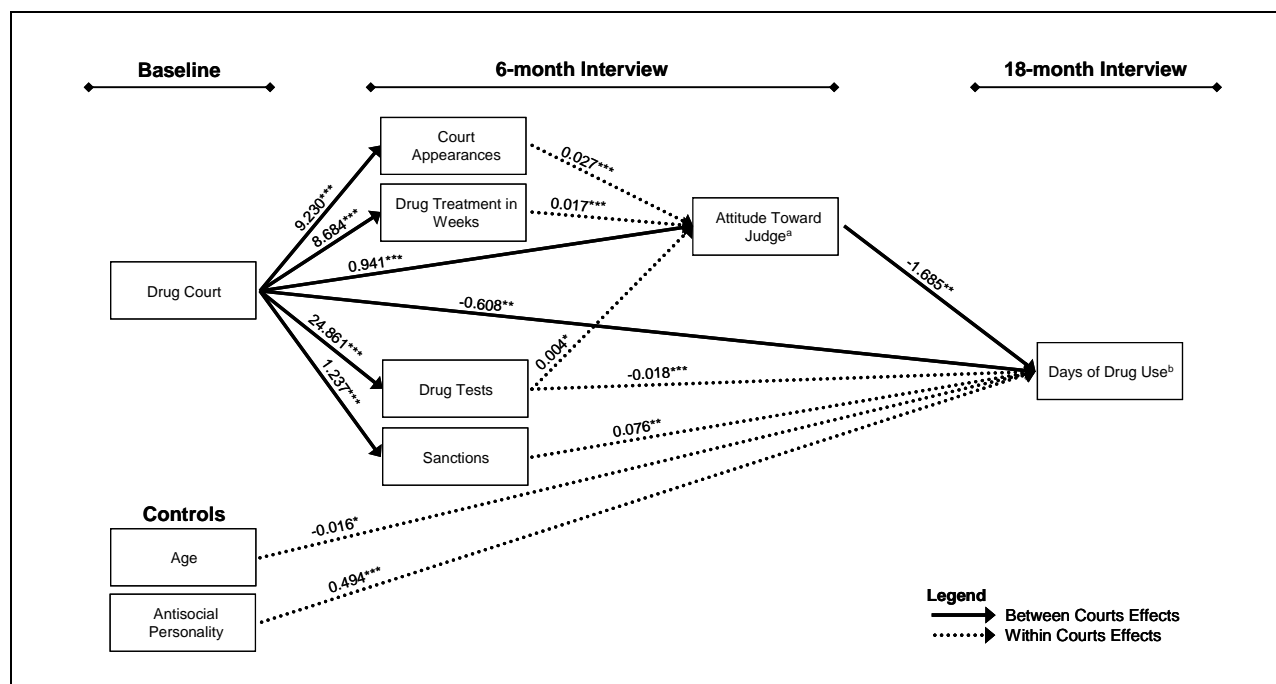 Baseline
6-month Interview
18-month Interview
Court
Appearances
0.027***
9.230***
Drug Treatment in
Weeks
0.017***
8.684***
Attitude Toward
Judgeᵃ
0.941***
-1.685**
Drug Court
-0.608**
24.861***
0.004*
1.237***
Drug Tests
-0.018***
Days of Drug Useᵇ
Sanctions
0.076**
Controls
Age
-0.016*
Antisocial
Personality
0.494***
Legend
Between Courts Effects
Within Courts Effects